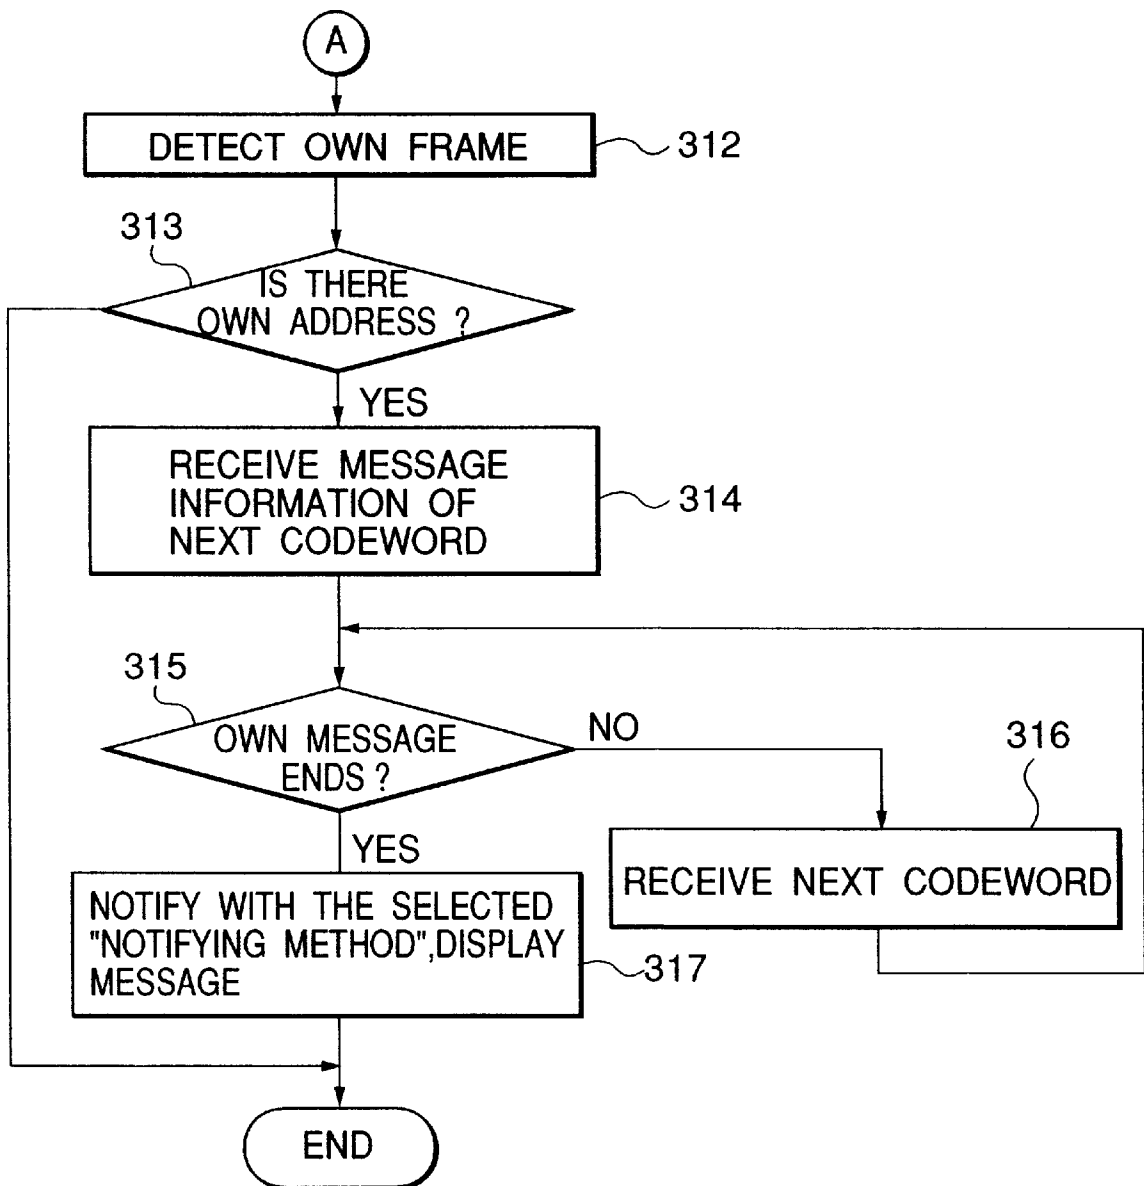 A
DETECT OWN FRAME
312
313
IS THERE
OWN ADDRESS ?
YES
RECEIVE MESSAGE
INFORMATION OF
NEXT CODEWORD
314
315
OWN MESSAGE
ENDS ?
NO
316
YES
RECEIVE NEXT CODEWORD
NOTIFY WITH THE SELECTED
"NOTIFYING METHOD",DISPLAY
MESSAGE
317
END